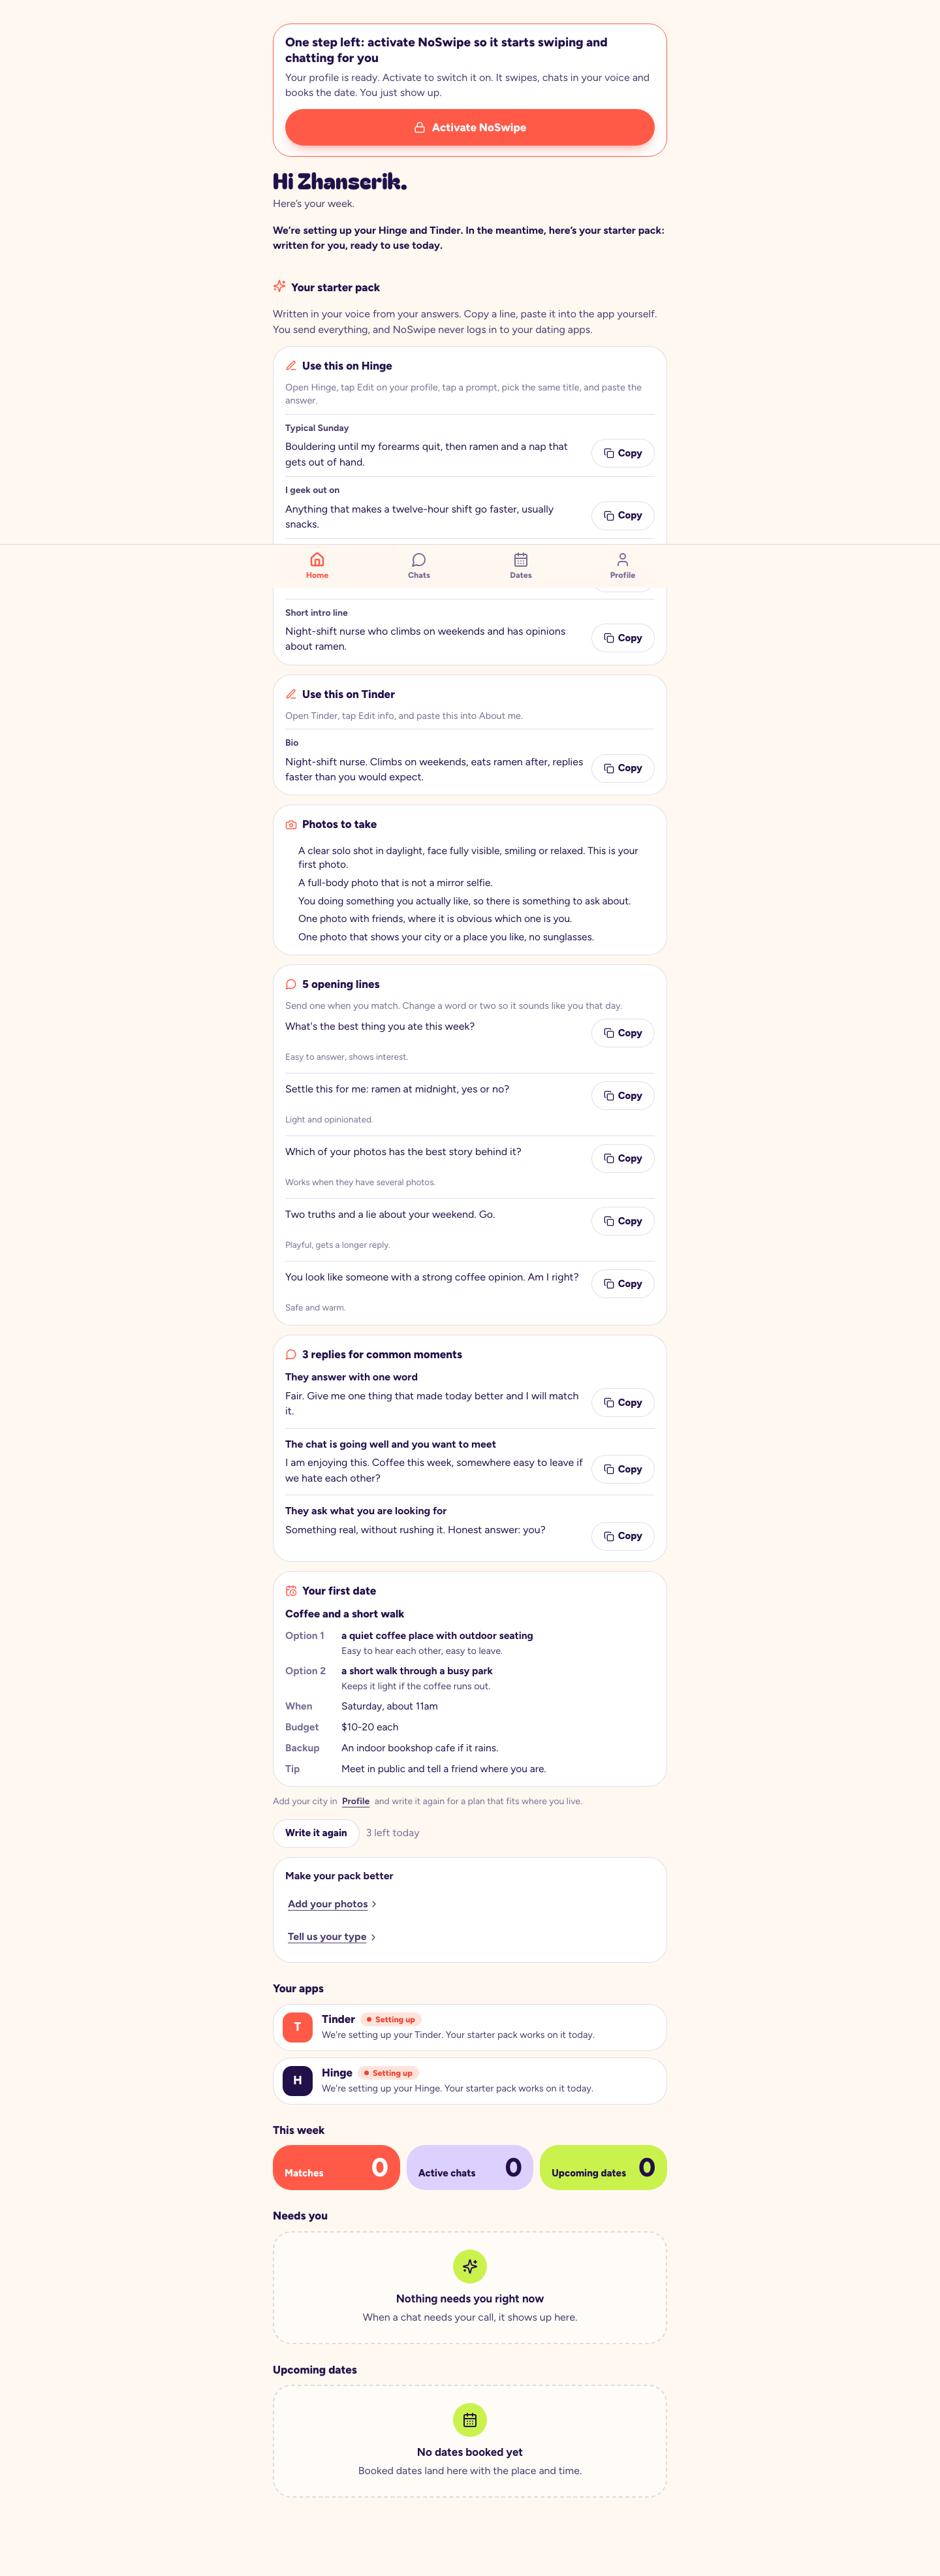 One step left: activate NoSwipe so it starts swiping and
chatting for you
Your profile is ready. Activate to switch it on. It swipes, chats in your voice and
books the date. You just show up.
Activate NoSwipe
Hi Zhanserik.
Here’s your week.
We’re setting up your Hinge and Tinder. In the meantime, here’s your starter pack:
written for you, ready to use today.
Your starter pack
Written in your voice from your answers. Copy a line, paste it into the app yourself.
You send everything, and NoSwipe never logs in to your dating apps.
Use this on Hinge
Open Hinge, tap Edit on your profile, tap a prompt, pick the same title, and paste the
answer.
Typical Sunday
Bouldering until my forearms quit, then ramen and a nap that
gets out of hand.
Copy
I geek out on
Anything that makes a twelve-hour shift go faster, usually
snacks.
Copy
Home
Chats
Dates
Profile
Short intro line
Night-shift nurse who climbs on weekends and has opinions
about ramen.
Copy
Use this on Tinder
Open Tinder, tap Edit info, and paste this into About me.
Bio
Night-shift nurse. Climbs on weekends, eats ramen after, replies
faster than you would expect.
Copy
Photos to take
A clear solo shot in daylight, face fully visible, smiling or relaxed. This is your
first photo.
A full-body photo that is not a mirror selfie.
You doing something you actually like, so there is something to ask about.
One photo with friends, where it is obvious which one is you.
One photo that shows your city or a place you like, no sunglasses.
5 opening lines
Send one when you match. Change a word or two so it sounds like you that day.
What's the best thing you ate this week?
Copy
Easy to answer, shows interest.
Settle this for me: ramen at midnight, yes or no?
Copy
Light and opinionated.
Which of your photos has the best story behind it?
Copy
Works when they have several photos.
Two truths and a lie about your weekend. Go.
Copy
Playful, gets a longer reply.
You look like someone with a strong coffee opinion. Am I right?
Copy
Safe and warm.
3 replies for common moments
They answer with one word
Fair. Give me one thing that made today better and I will match
it.
Copy
The chat is going well and you want to meet
I am enjoying this. Coffee this week, somewhere easy to leave if
we hate each other?
Copy
They ask what you are looking for
Something real, without rushing it. Honest answer: you?
Copy
Your first date
Coffee and a short walk
Option 1 a quiet coffee place with outdoor seating
Easy to hear each other, easy to leave.
Option 2 a short walk through a busy park
Keeps it light if the coffee runs out.
When Saturday, about 11am
Budget $10-20 each
Backup An indoor bookshop cafe if it rains.
Tip Meet in public and tell a friend where you are.
Add your city in Profile and write it again for a plan that fits where you live.
Write it again 3 left today
Make your pack better
Add your photos
Tell us your type
Your apps
T
Tinder Setting up
We're setting up your Tinder. Your starter pack works on it today.
H
Hinge Setting up
We're setting up your Hinge. Your starter pack works on it today.
This week
Matches 0
Active chats 0
Upcoming dates 0
Needs you
Nothing needs you right now
When a chat needs your call, it shows up here.
Upcoming dates
No dates booked yet
Booked dates land here with the place and time.